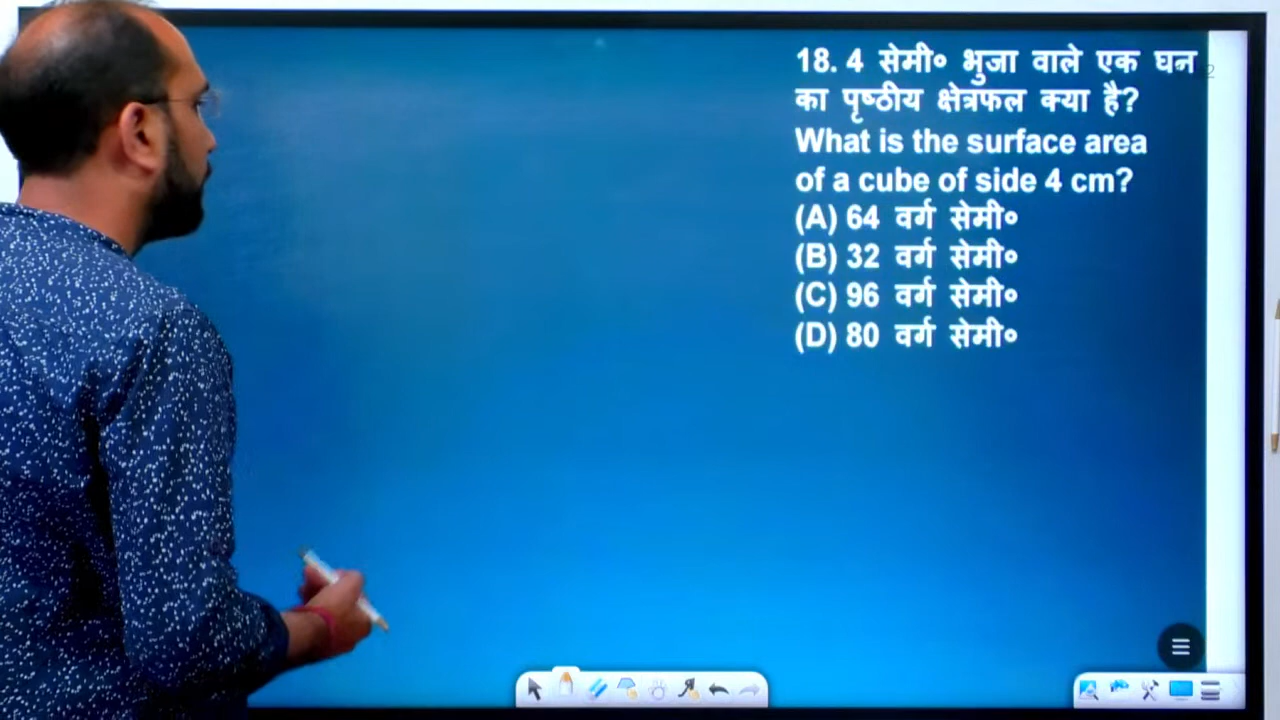 18. 4 सेमी० भुजा वाले एक घन
का पृष्ठीय क्षेत्रफल क्या है?
What is the surface area
of a cube of side 4 cm?
(A) 64 वर्ग सेमी०
(B) 32 वर्ग सेमी०
(C) 96 वर्ग सेमी०
(D) 80 वर्ग सेमी०